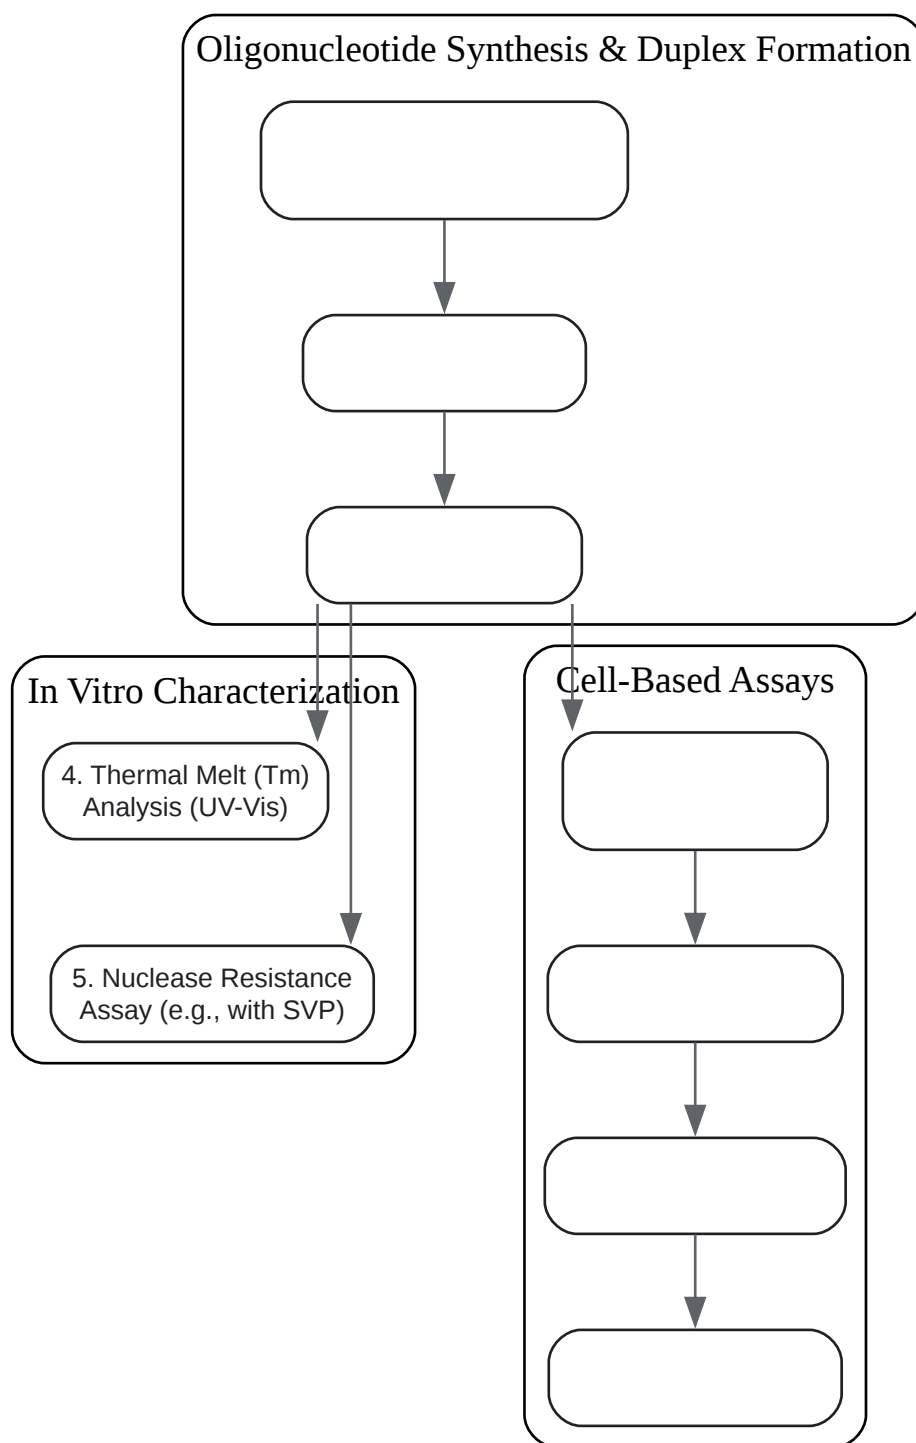 Oligonucleotide Synthesis & Duplex Formation
In Vitro Characterization
4. Thermal Melt (Tm)
Analysis (UV-Vis)
5. Nuclease Resistance
Assay (e.g., with SVP)
Cell-Based Assays